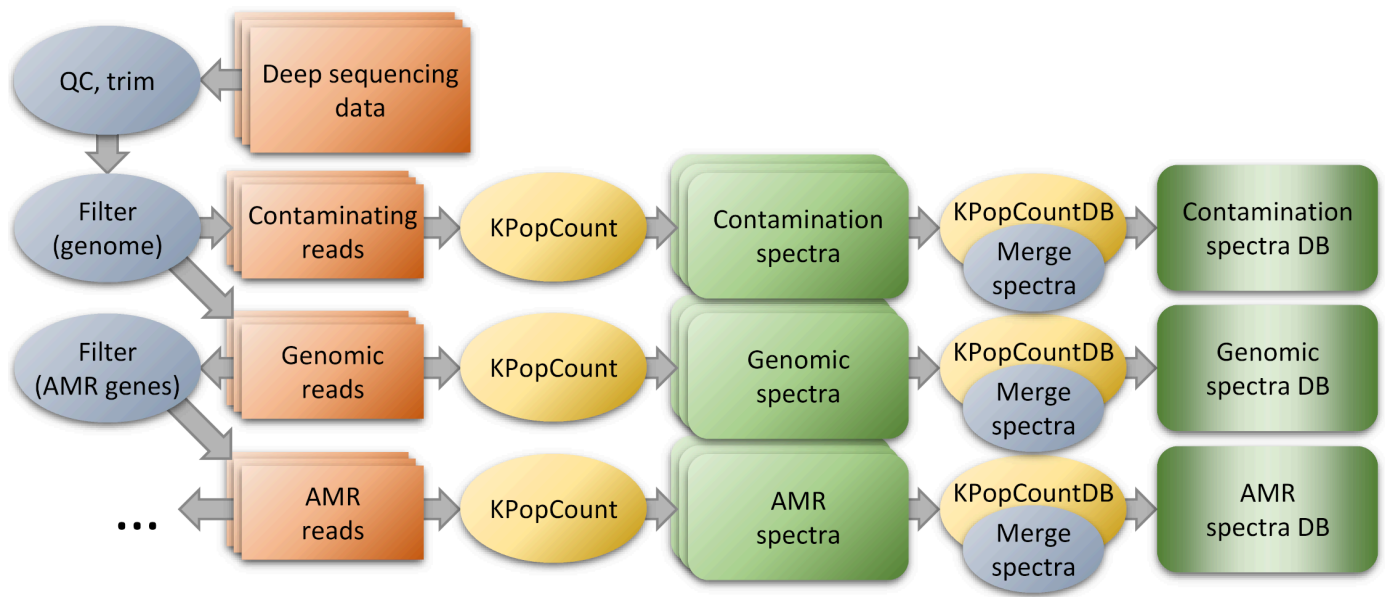 QC, trim
Deep sequencing
data
Filter
(genome)
Contaminating
reads
KPopCount
Contamination
spectra
KPopCountDB
Merge
spectra
Contamination
spectra DB
Filter
(AMR genes)
Genomic
reads
KPopCount
Genomic
spectra
KPopCountDB
Merge
spectra
Genomic
spectra DB
...
AMR
reads
KPopCount
AMR
spectra
KPopCountDB
Merge
spectra
AMR
spectra DB